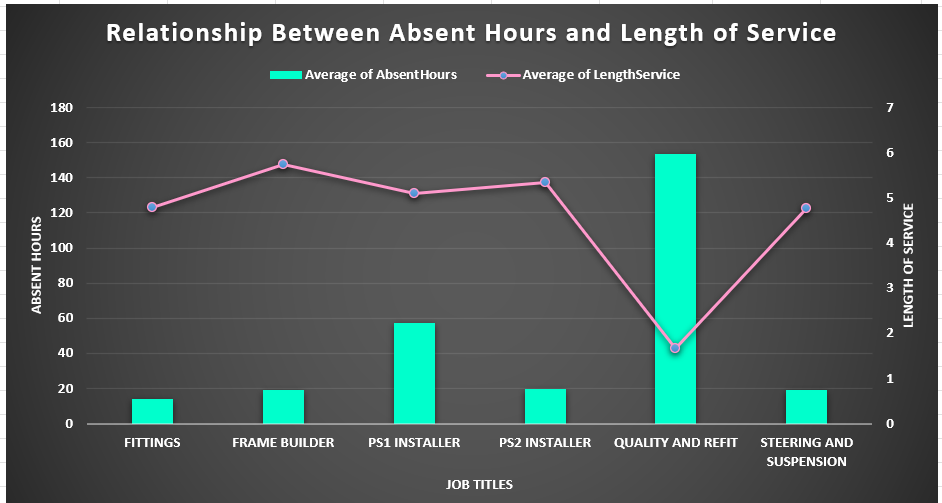 Relationship Between Absent Hours and Length of Service
Average of AbsentHours
Average of LengthService
180
160
140
120
100
80
60
40
20
0
ABSENT HOURS
7
6
5
4
3
2
1
0
LENGTH OF SERVICE
FITTINGS
FRAME BUILDER
PS1 INSTALLER
PS2 INSTALLER
QUALITY AND REFIT
STEERING AND
SUSPENSION
JOB TITLES